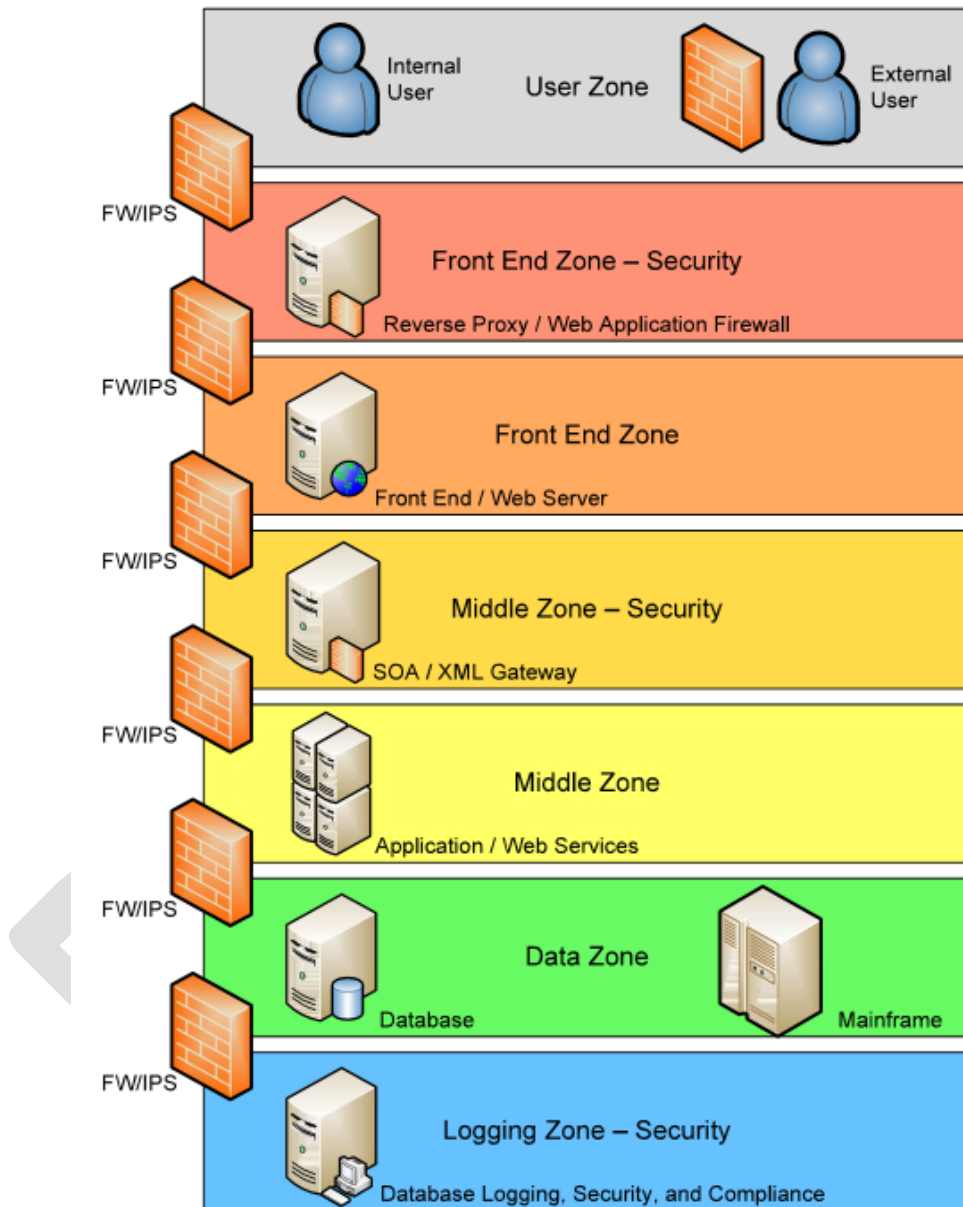 Internal
User
User Zone
External
User
FW/IPS
Front End Zone – Security
Reverse Proxy / Web Application Firewall
FW/IPS
Front End Zone
Front End / Web Server
FW/IPS
Middle Zone – Security
SOA / XML Gateway
FW/IPS
Middle Zone
Application / Web Services
FW/IPS
Data Zone
Database
Mainframe
FW/IPS
Logging Zone – Security
Database Logging, Security, and Compliance